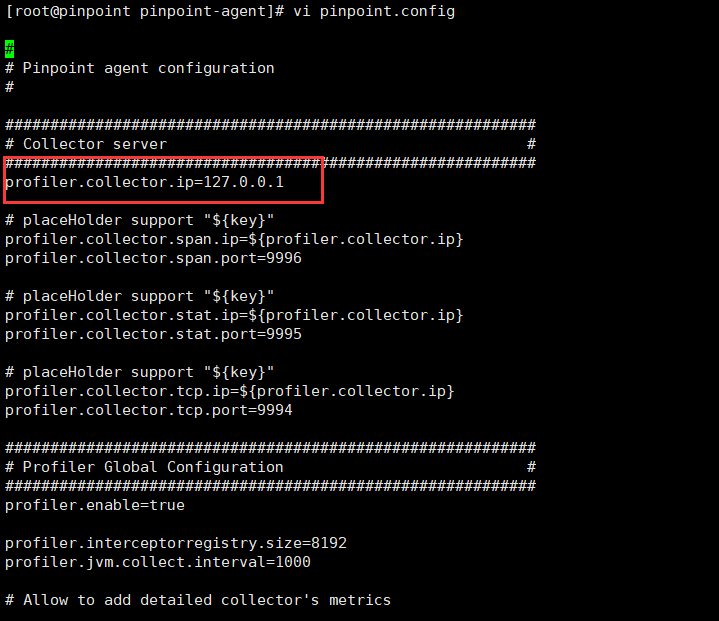 [root@pinpoint pinpoint-agent]# vi pinpoint.config
#
# Pinpoint agent configuration
#
###########################################################
# Collector server                                        #
###########################################################
profiler.collector.ip=127.0.0.1
# placeHolder support "${key}"
profiler.collector.span.ip=${profiler.collector.ip}
profiler.collector.span.port=9996
# placeHolder support "${key}"
profiler.collector.stat.ip=${profiler.collector.ip}
profiler.collector.stat.port=9995
# placeHolder support "${key}"
profiler.collector.tcp.ip=${profiler.collector.ip}
profiler.collector.tcp.port=9994
###########################################################
# Profiler Global Configuration                           #
###########################################################
profiler.enable=true
profiler.interceptorregistry.size=8192
profiler.jvm.collect.interval=1000
# Allow to add detailed collector's metrics